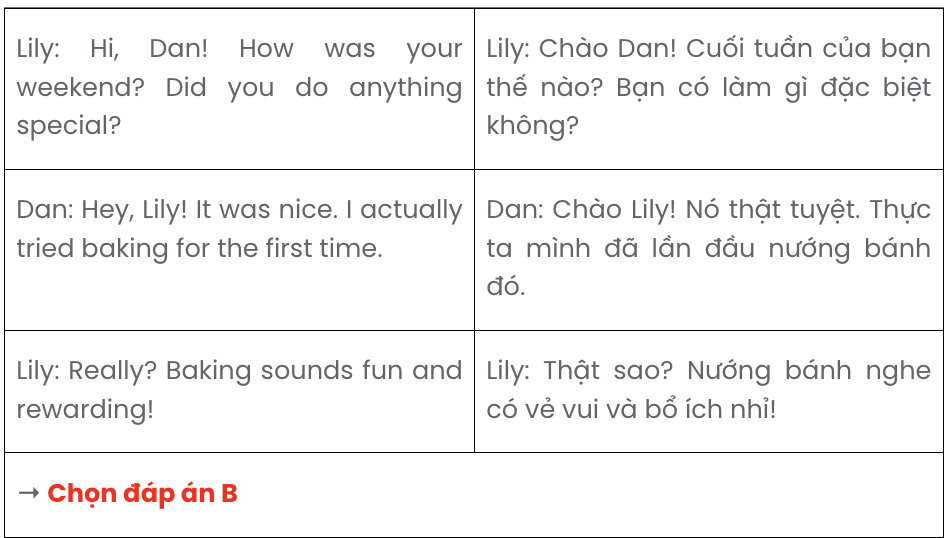 Lily: Hi, Dan! How was your
weekend? Did you do anything
special?
Lily: Chào Dan! Cuối tuần của bạn
thế nào? Bạn có làm gì đặc biệt
không?
Dan: Hey, Lily! It was nice. I actually
tried baking for the first time.
Dan: Chào Lily! Nó thật tuyệt. Thực
ta mình đã lần đầu nướng bánh
đó.
Lily: Really? Baking sounds fun and
rewarding!
Lily: Thật sao? Nướng bánh nghe
có vẻ vui và bổ ích nhỉ!
→ Chọn đáp án B